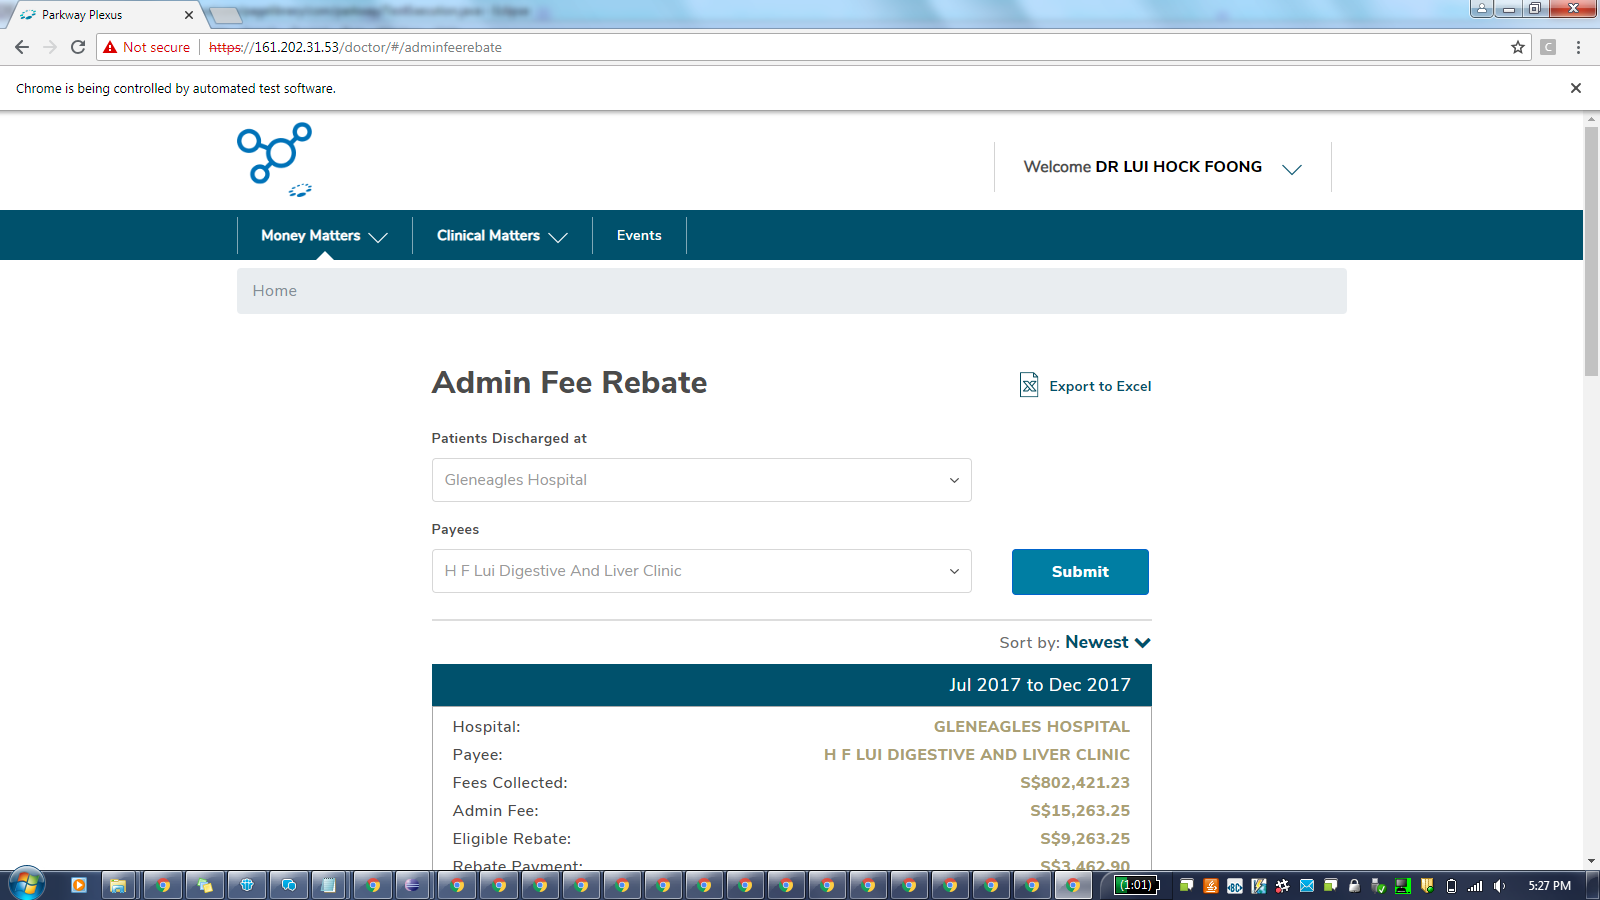 Parkway Plexus
Not secure
https://161.202.31.53/doctor/#/adminfeerebate
C
Chrome is being controlled by automated test software.
Welcome DR LUI HOCK FOONG
Money Matters
Clinical Matters
Events
Home
Admin Fee Rebate
Export to Excel
Patients Discharged at
Gleneagles Hospital
Payees
H F Lui Digestive And Liver Clinic
Submit
Sort by: Newest
Jul 2017 to Dec 2017
Hospital: GLENEAGLES HOSPITAL
Payee: H F LUI DIGESTIVE AND LIVER CLINIC
Fees Collected: S$802,421.23
Admin Fee: S$15,263.25
Eligible Rebate: S$9,263.25
Rebate Payment: S$3,462.90
(1:01)
5:27 PM